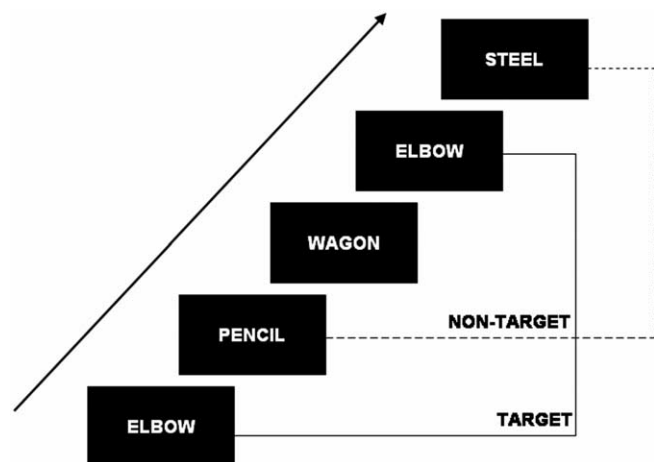 STEEL
ELBOW
WAGON
NON-TARGET
PENCIL
TARGET
ELBOW